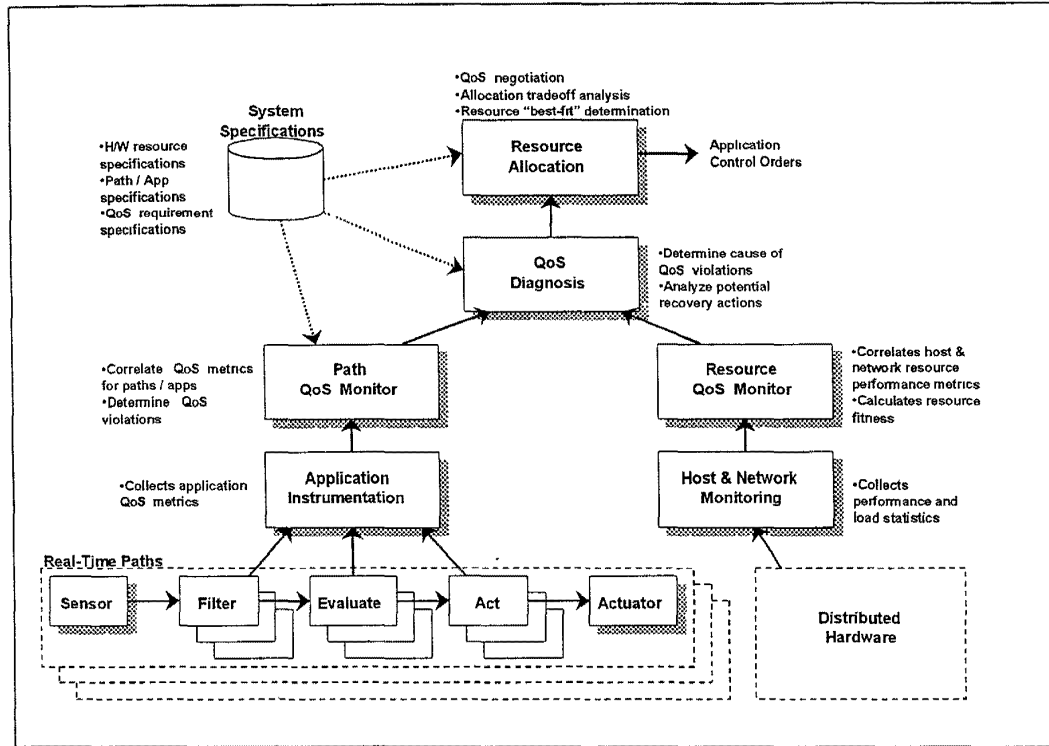 •QoS negotiation
•Allocation tradeoff analysis
•Resource "best-fit" determination
System
Specifications
•H/W resource
specifications
•Path / App
specifications
•QoS requirement
specifications
Resource
Allocation
Application
Control Orders
QoS
Diagnosis
•Determine cause of
QoS violations
•Analyze potential
recovery actions
•Correlate QoS metrics
for paths / apps
•Determine QoS
violations
Path
QoS Monitor
Resource
QoS Monitor
•Correlates host &
network resource
performance metrics
•Calculates resource
fitness
•Collects application
QoS metrics
Application
Instrumentation
Host & Network
Monitoring
•Collects
performance and
load statistics
Real-Time Paths
Sensor
Filter
Evaluate
Act
Actuator
Distributed
Hardware